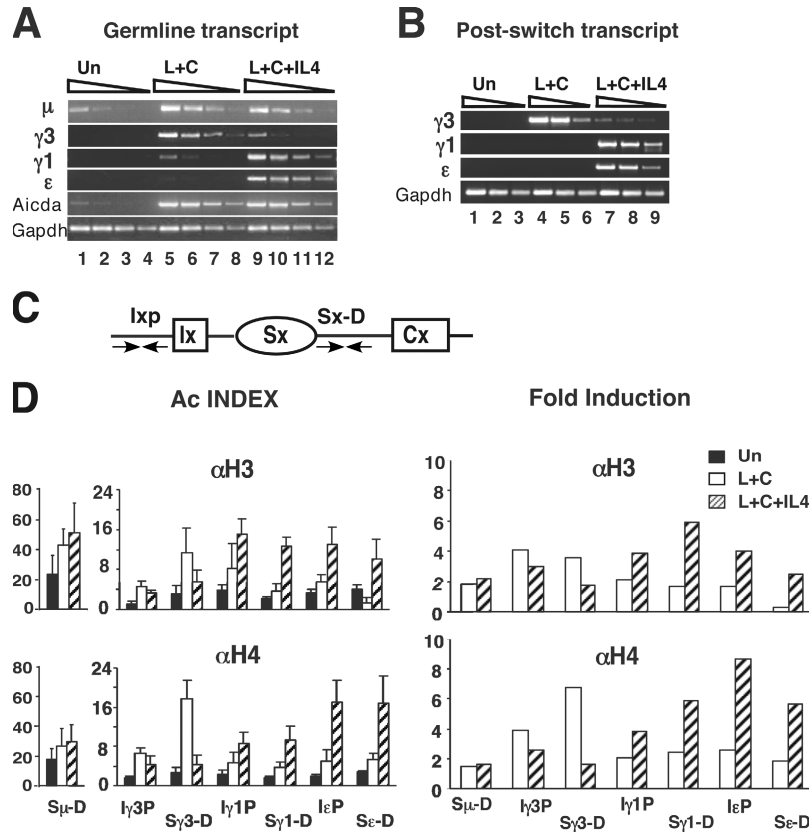 A Germline transcript
Un L+C L+C+IL4
μ
γ3
γ1
ε
Aicda
Gapdh
1 2 3 4 5 6 7 8 9 10 11 12
B Post-switch transcript
Un L+C L+C+IL4
γ3
γ1
ε
Gapdh
1 2 3 4 5 6 7 8 9
C
Ixp Ix Sx Sx-D Cx
D Ac INDEX Fold Induction
αH3
80
60
40
20
0
24
16
8
0
αH4
80
60
40
20
0
24
16
8
0
Sμ-D Iγ3P Sγ3-D Iγ1P Sγ1-D IεP Sε-D
αH3
Un
L+C
L+C+IL4
10
8
6
4
2
0
αH4
10
8
6
4
2
0
Sμ-D Iγ3P Sγ3-D Iγ1P Sγ1-D IεP Sε-D